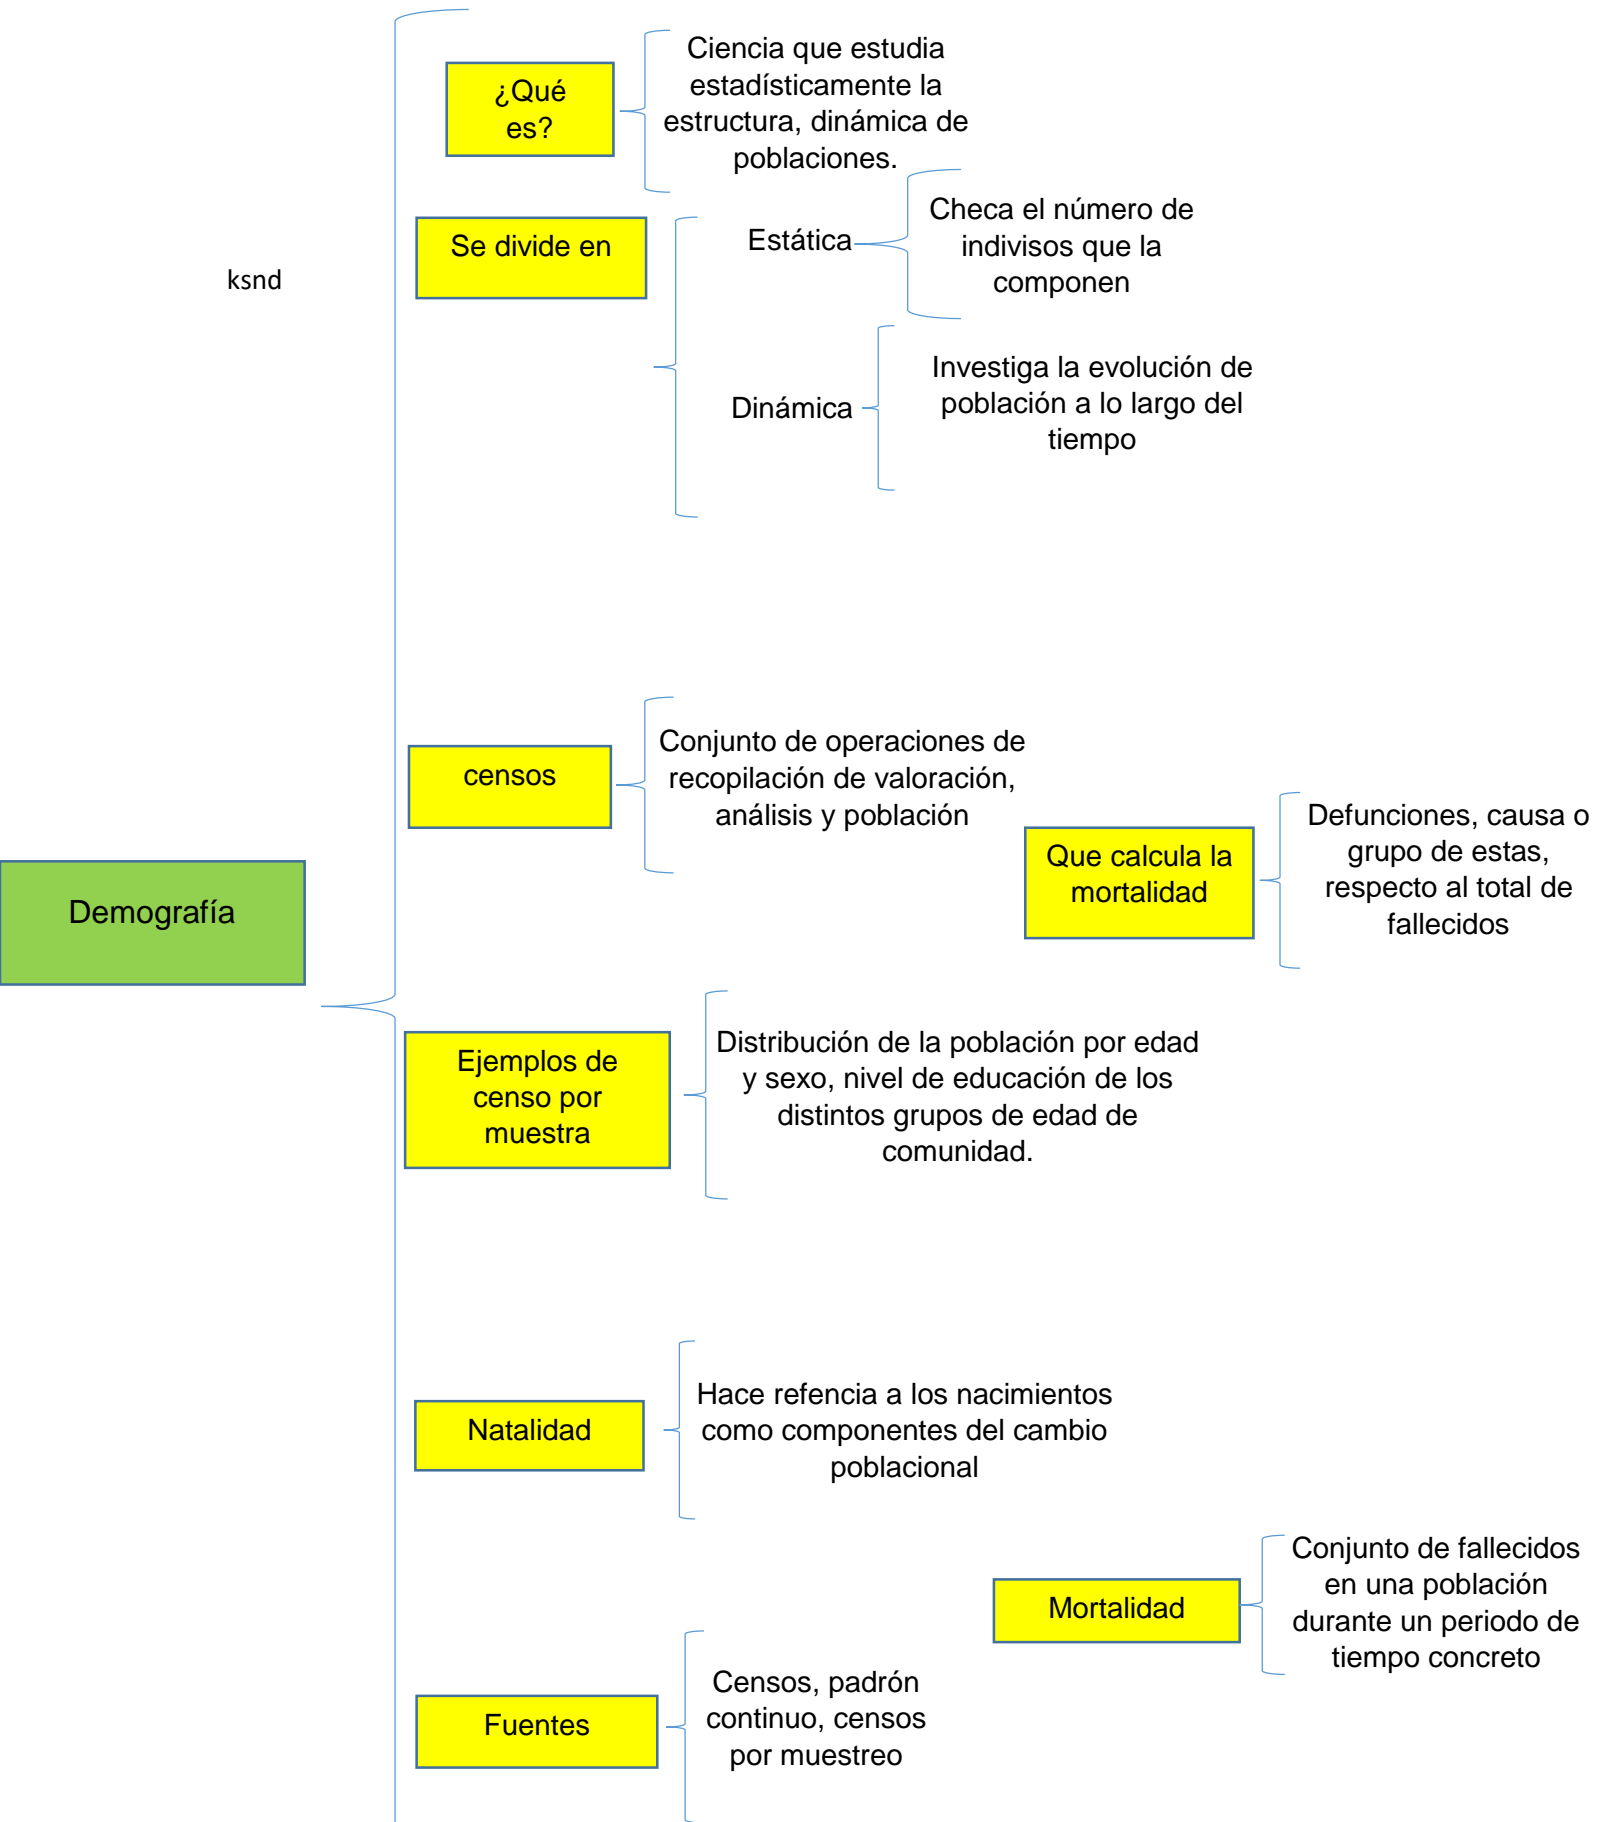 ¿Qué
es?
Ciencia que estudia
estadísticamente la
estructura, dinámica de
poblaciones.
Se divide en
Estática
Checa el número de
indivisos que la
componen
ksnd
Dinámica
Investiga la evolución de
población a lo largo del
tiempo
censos
Conjunto de operaciones de
recopilación de valoración,
análisis y población
Que calcula la
mortalidad
Defunciones, causa o
grupo de estas,
respecto al total de
fallecidos
Demografía
Ejemplos de
censo por
muestra
Distribución de la población por edad
y sexo, nivel de educación de los
distintos grupos de edad de
comunidad.
Natalidad
Hace refencia a los nacimientos
como componentes del cambio
poblacional
Mortalidad
Conjunto de fallecidos
en una población
durante un periodo de
tiempo concreto
Fuentes
Censos, padrón
continuo, censos
por muestreo